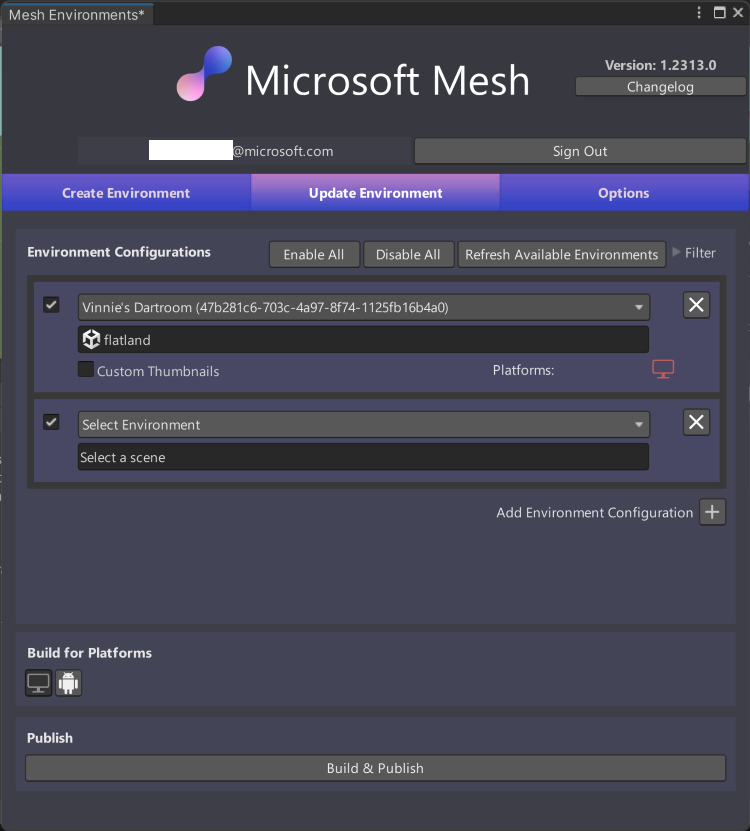 Mesh Environments*
Microsoft Mesh
Version: 1.2313.0
Changelog
@microsoft.com
Sign Out
Create Environment
Update Environment
Options
Environment Configurations
Enable All
Disable All
Refresh Available Environments
Filter
Vinnie's Dartroom (47b281c6-703c-4a97-8f74-1125fb16b4a0)
flatland
Custom Thumbnails
Platforms:
Select Environment
Select a scene
Add Environment Configuration
Build for Platforms
Publish
Build & Publish